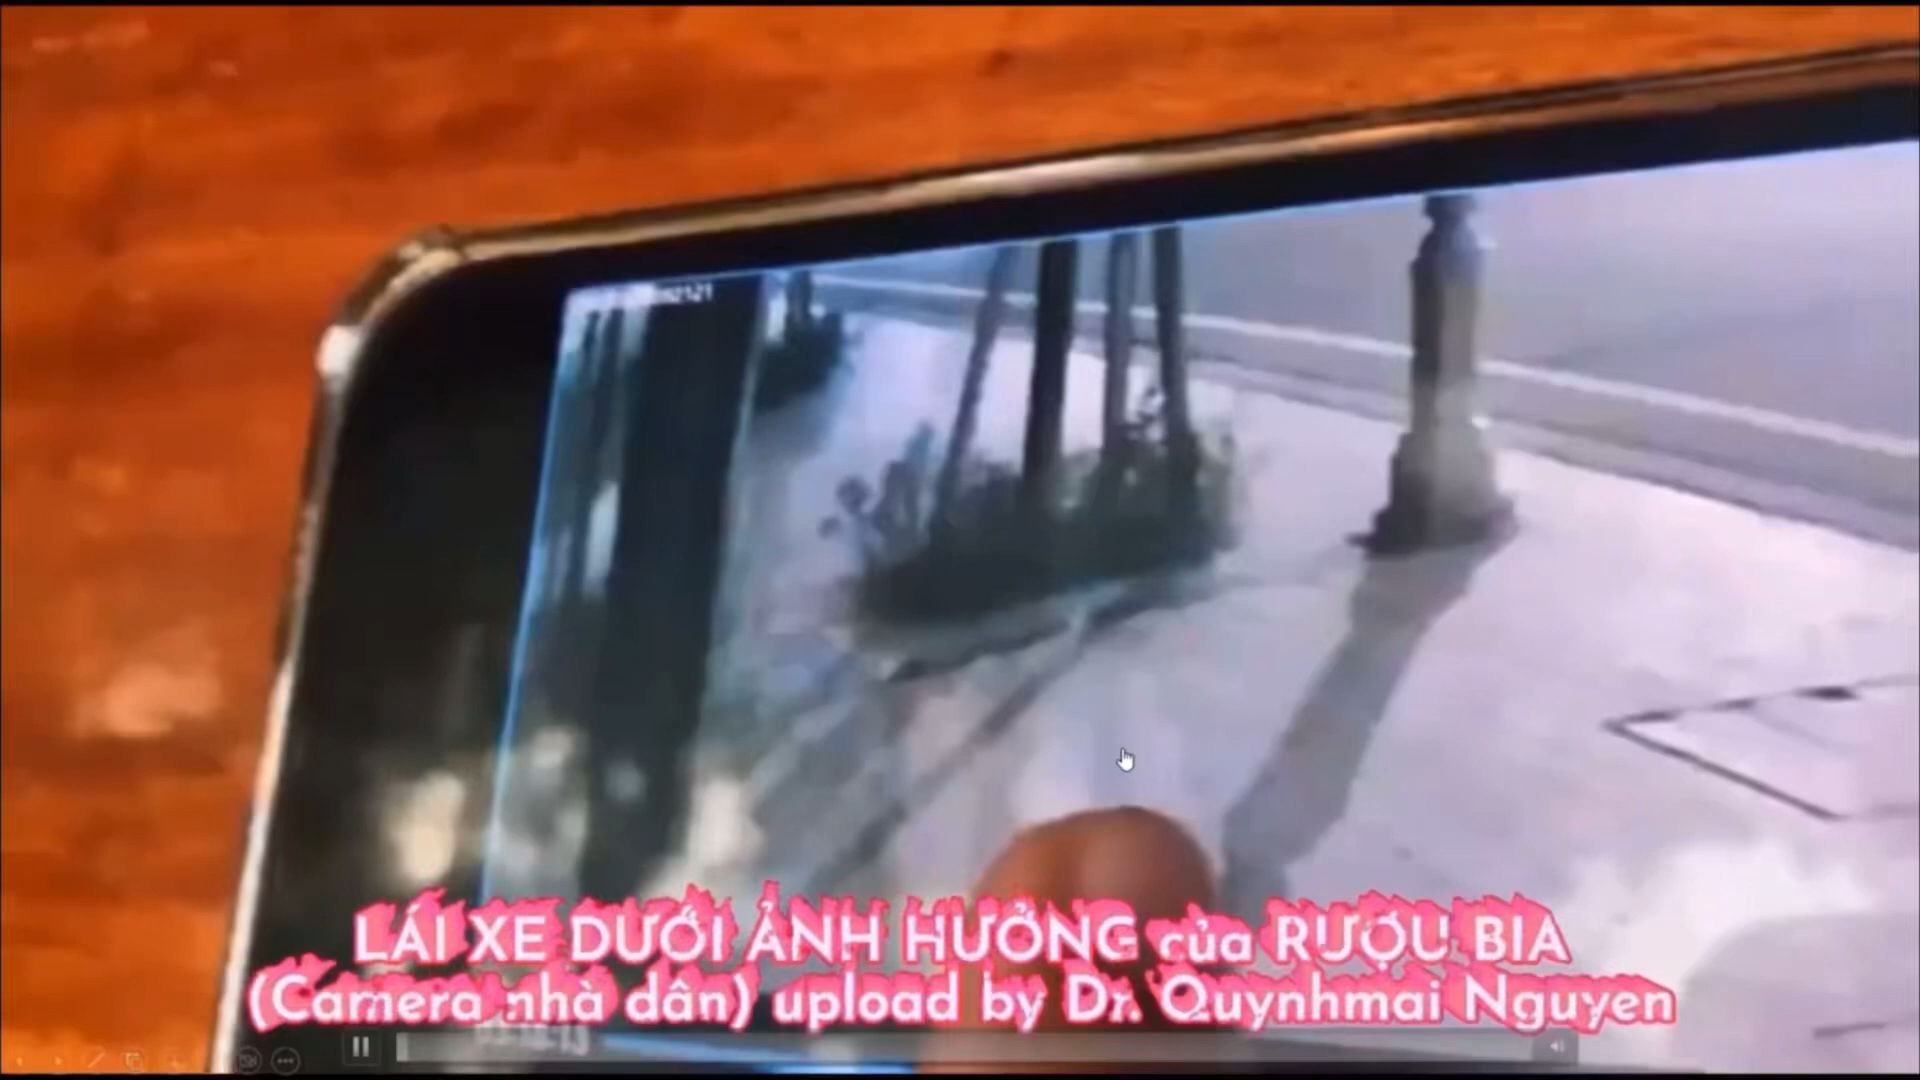 LÁI XE DƯỚI ẢNH HƯỞNG của RƯỢU BIA
(Camera nhà dân) upload by Dr. Quynhmai Nguyen